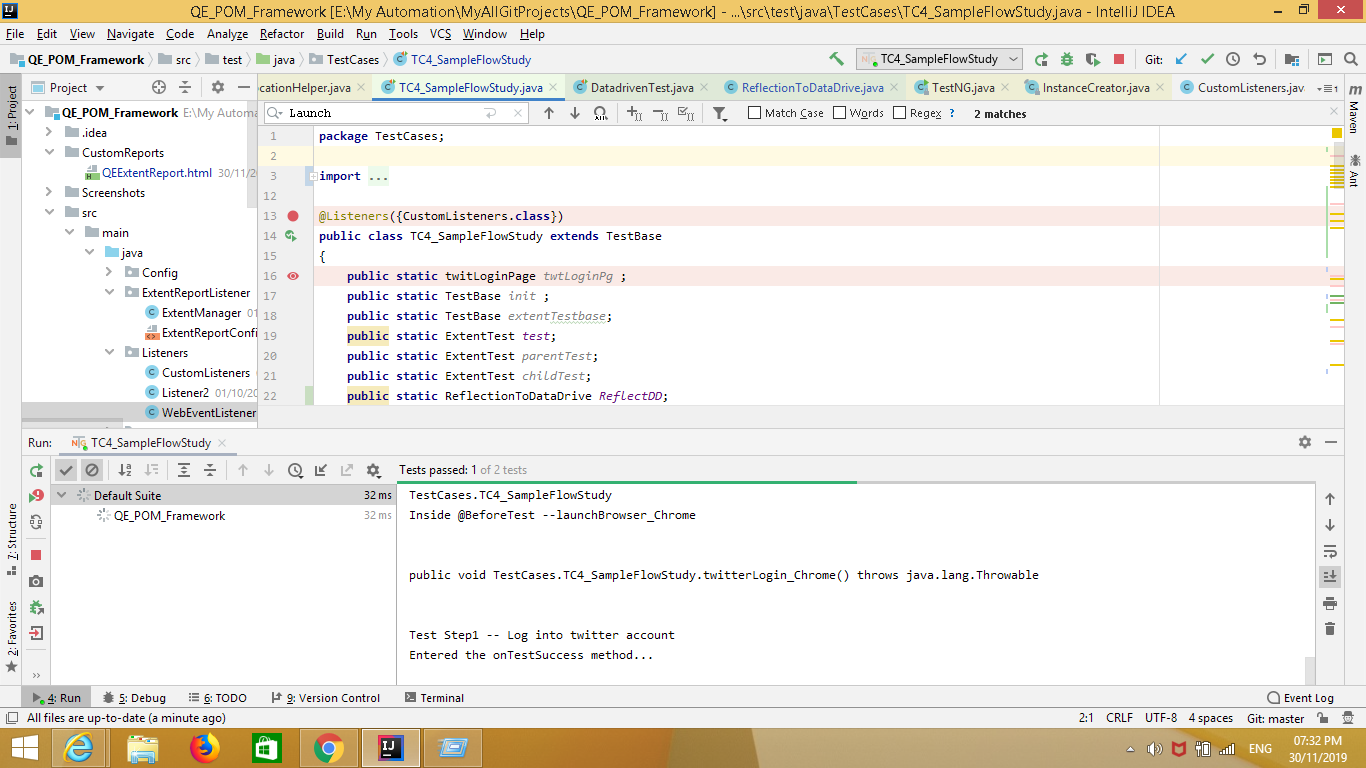 QE_POM_Framework [E:\My Automation\MyAllGitProjects\QE_POM_Framework] - ...\src\test\java\TestCases\TC4_SampleFlowStudy.java - IntelliJ IDEA
File Edit View Navigate Code Analyze Refactor Build Run Tools VCS Window Help
QE_POM_Framework src test java TestCases TC4_SampleFlowStudy TC4_SampleFlowStudy Git:
Project ocationHelper.java TC4_SampleFlowStudy.java DatadrivenTest.java ReflectionToDataDrive.java TestNG.java InstanceCreator.java CustomListeners.jav
1: Project
QE_POM_Framework E:\My Automa
.idea
CustomReports
QEExtentReport.html 30/11/2
Screenshots
src
main
java
Config
ExtentReportListener
ExtentManager 01
ExtentReportConfi
Listeners
CustomListeners
Listener2 01/10/20
WebEventListener
Launch Match Case Words Regex ? 2 matches
1 package TestCases;
2
3 import ...
12
13 @Listeners({CustomListeners.class})
14 public class TC4_SampleFlowStudy extends TestBase
15 {
16 public static twitLoginPage twtLoginPg ;
17 public static TestBase init ;
18 public static TestBase extentTestbase;
19 public static ExtentTest test;
20 public static ExtentTest parentTest;
21 public static ExtentTest childTest;
22 public static ReflectionToDataDrive ReflectDD;
Maven
Ant
Run: TC4_SampleFlowStudy
Tests passed: 1 of 2 tests
Default Suite 32 ms
QE_POM_Framework 32 ms
TestCases.TC4_SampleFlowStudy
Inside @BeforeTest --launchBrowser_Chrome
public void TestCases.TC4_SampleFlowStudy.twitterLogin_Chrome() throws java.lang.Throwable
Test Step1 -- Log into twitter account
Entered the onTestSuccess method...
7: Structure
2: Favorites
4: Run 5: Debug 6: TODO 9: Version Control Terminal Event Log
All files are up-to-date (a minute ago) 2:1 CRLF UTF-8 4 spaces Git: master
ENG
07:32 PM
30/11/2019